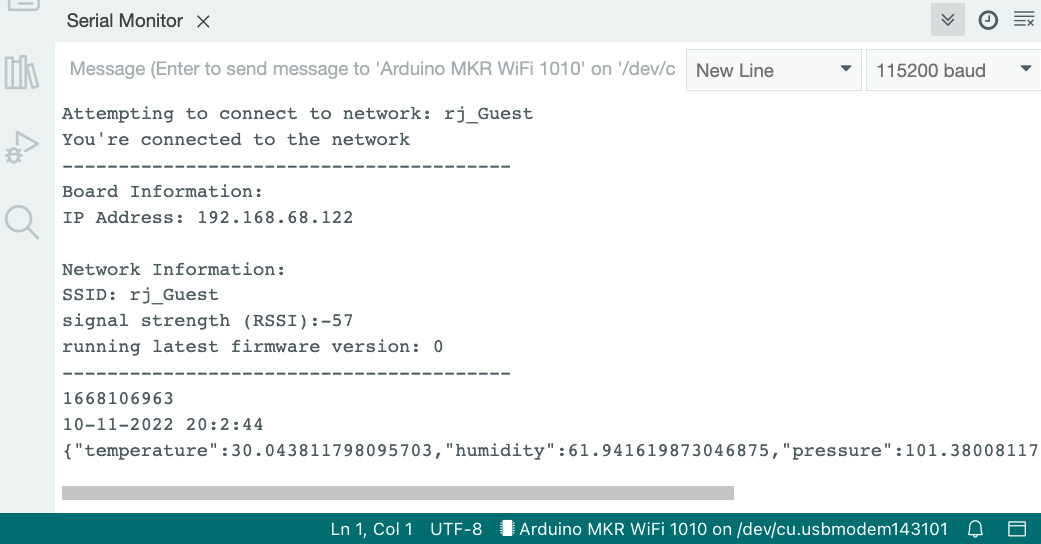 Serial Monitor
Message (Enter to send message to 'Arduino MKR WiFi 1010' on '/dev/c
New Line
115200 baud
Attempting to connect to network: rj_Guest
You're connected to the network
----------------------------------------
Board Information:
IP Address: 192.168.68.122
Network Information:
SSID: rj_Guest
signal strength (RSSI):-57
running latest firmware version: 0
----------------------------------------
1668106963
10-11-2022 20:2:44
{"temperature":30.043811798095703,"humidity":61.941619873046875,"pressure":101.38008117
Ln 1, Col 1 UTF-8 Arduino MKR WiFi 1010 on /dev/cu.usbmodem143101